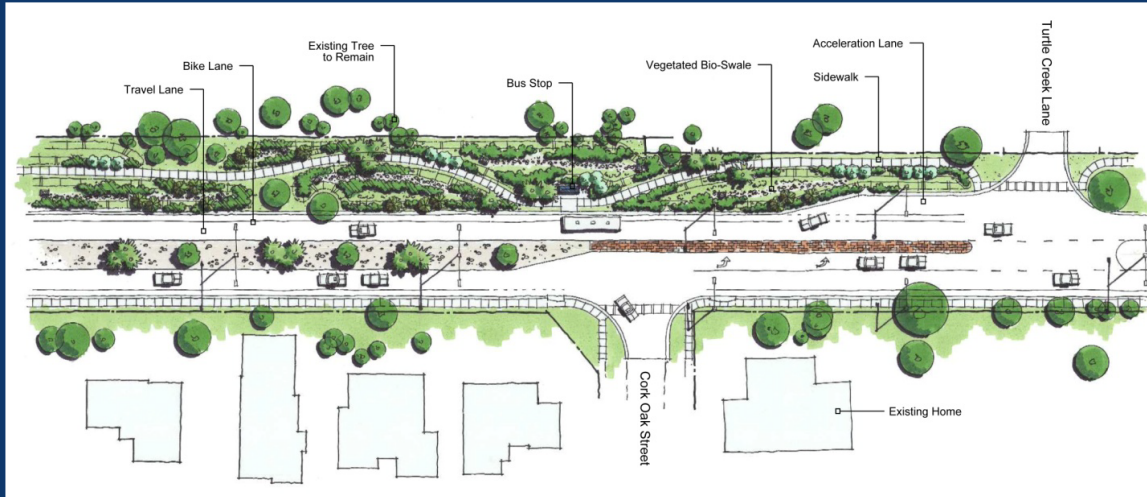 Existing Tree
to Remain
Bike Lane
Travel Lane
Bus Stop
Vegetated Bio-Swale
Acceleration Lane
Sidewalk
Turtle Creek Lane
Cork Oak Street
Existing Home